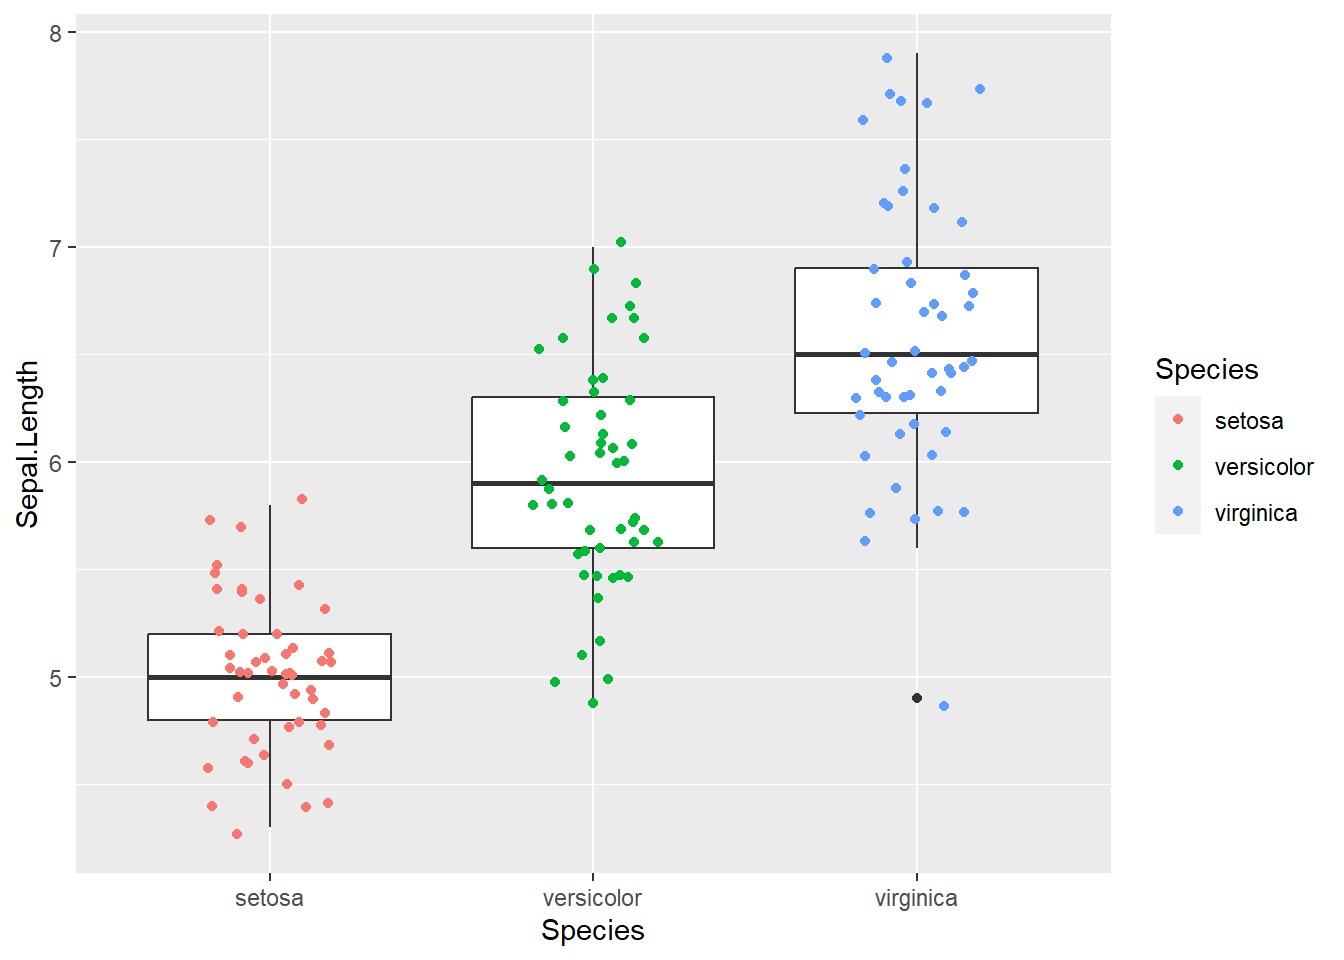 8
7
6
5
Sepal.Length
setosa
versicolor
virginica
Species
Species
setosa
versicolor
virginica